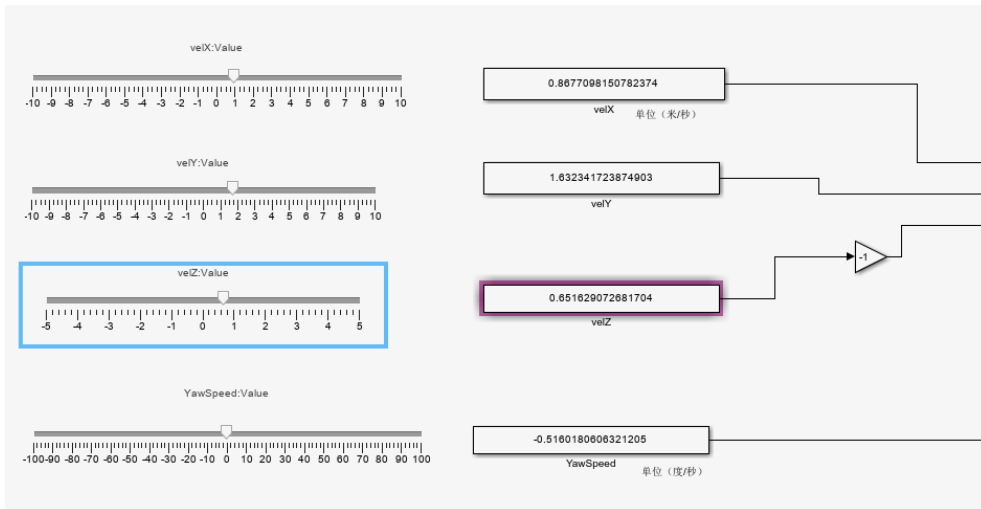 velX:Value
-10 -9 -8 -7 -6 -5 -4 -3 -2 -1 0 1 2 3 4 5 6 7 8 9 10
0.8677098150782374
velX
单位（米/秒）
velY:Value
-10 -9 -8 -7 -6 -5 -4 -3 -2 -1 0 1 2 3 4 5 6 7 8 9 10
1.632341723874903
velY
-1
velZ:Value
-5 -4 -3 -2 -1 0 1 2 3 4 5
0.651629072681704
velZ
YawSpeed:Value
-100 -90 -80 -70 -60 -50 -40 -30 -20 -10 0 10 20 30 40 50 60 70 80 90 100
-0.5160180606321205
YawSpeed
单位（度/秒）